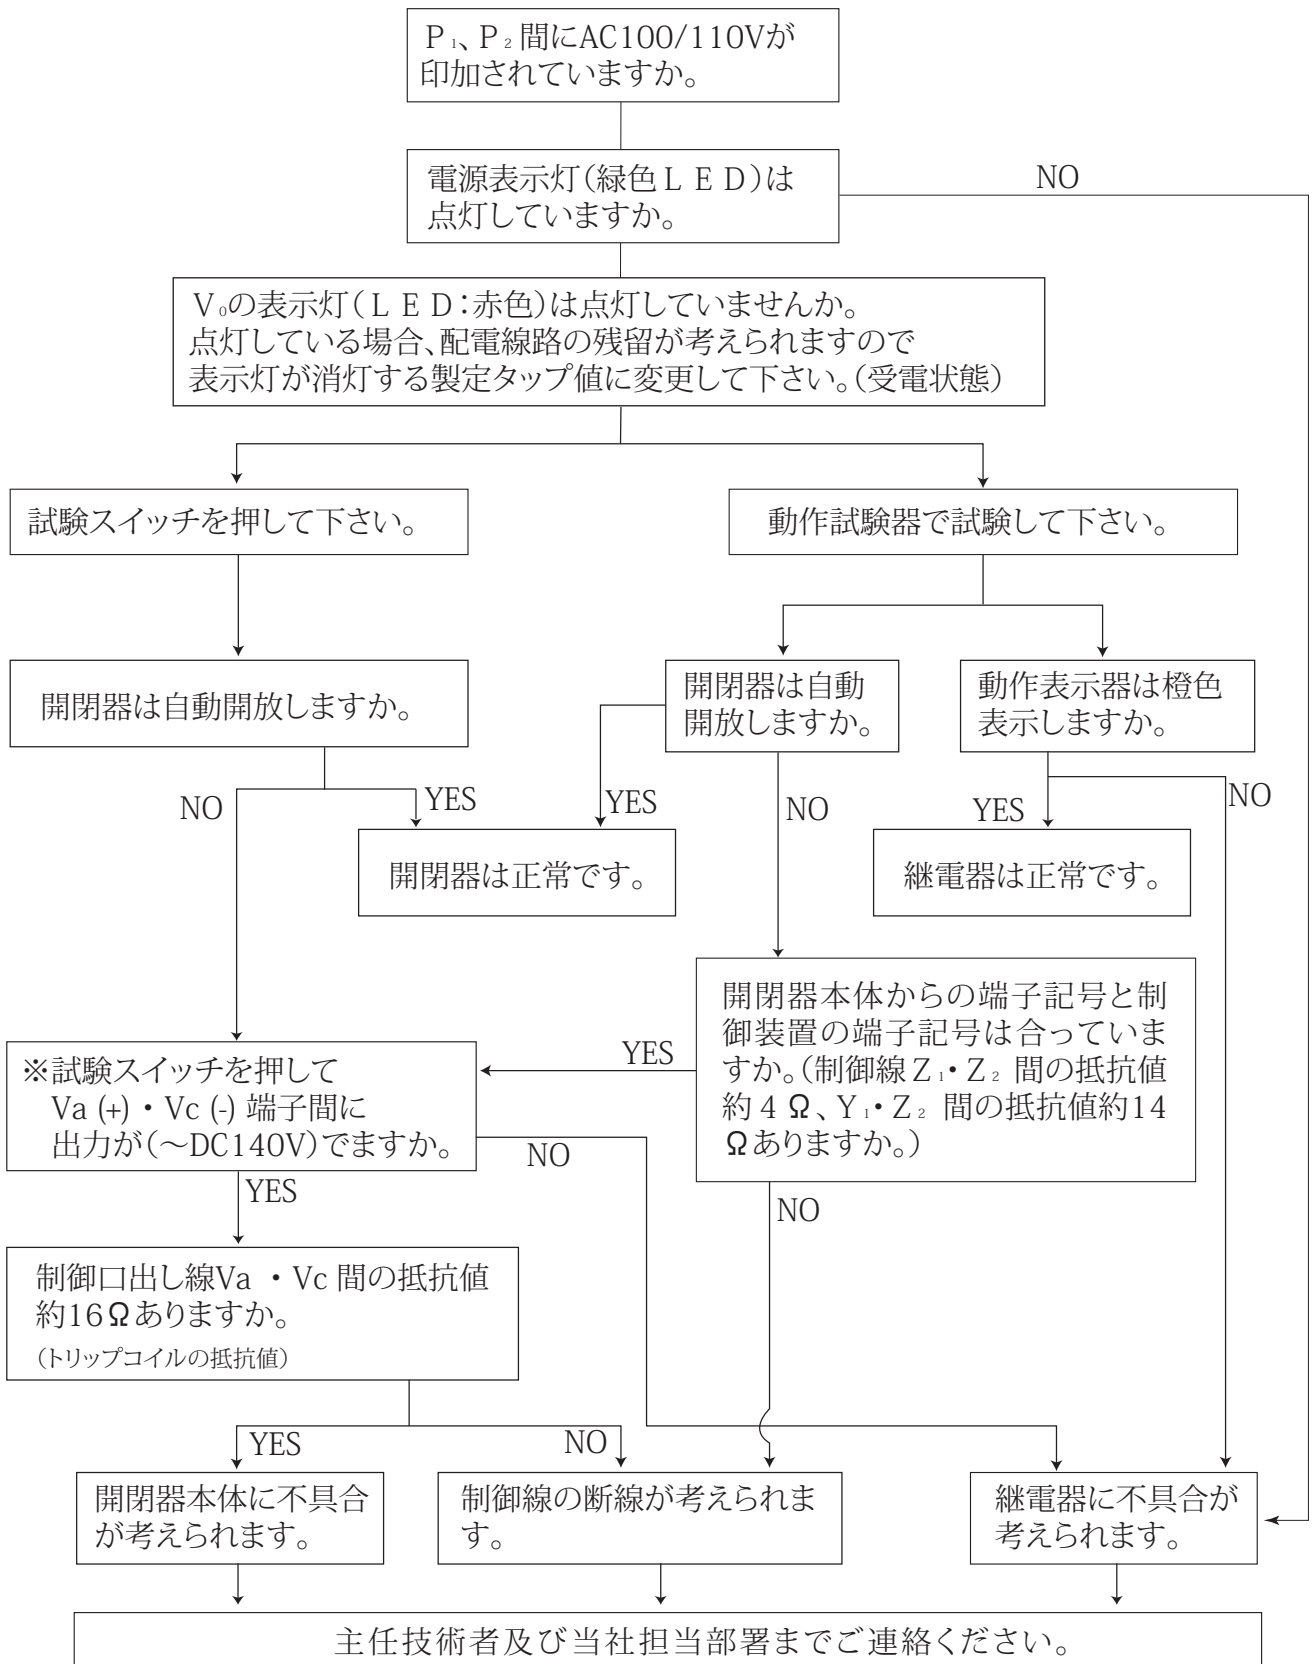 P₁、P₂間にAC100/110Vが
印加されていますか。
電源表示灯（緑色ＬＥＤ）は
点灯していますか。
NO
V₀の表示灯（ＬＥＤ：赤色）は点灯していませんか。
点灯している場合、配電線路の残留が考えられますので
表示灯が消灯する製定タップ値に変更して下さい。（受電状態）
試験スイッチを押して下さい。
動作試験器で試験して下さい。
開閉器は自動開放しますか。
開閉器は自動
開放しますか。
動作表示器は橙色
表示しますか。
NO
YES
YES
NO
YES
NO
開閉器は正常です。
継電器は正常です。
開閉器本体からの端子記号と制
御装置の端子記号は合っていま
すか。（制御線Z₁・Z₂ 間の抵抗値
約４Ω、Y₁・Z₂ 間の抵抗値約14
Ωありますか。）
YES
NO
※試験スイッチを押して
Va (+)・Vc (-) 端子間に
出力が（～DC140V）でますか。
NO
YES
制御口出し線Va ・Vc 間の抵抗値
約16Ωありますか。
（トリップコイルの抵抗値）
YES
NO
開閉器本体に不具合
が考えられます。
制御線の断線が考えられま
す。
継電器に不具合が
考えられます。
主任技術者及び当社担当部署までご連絡ください。